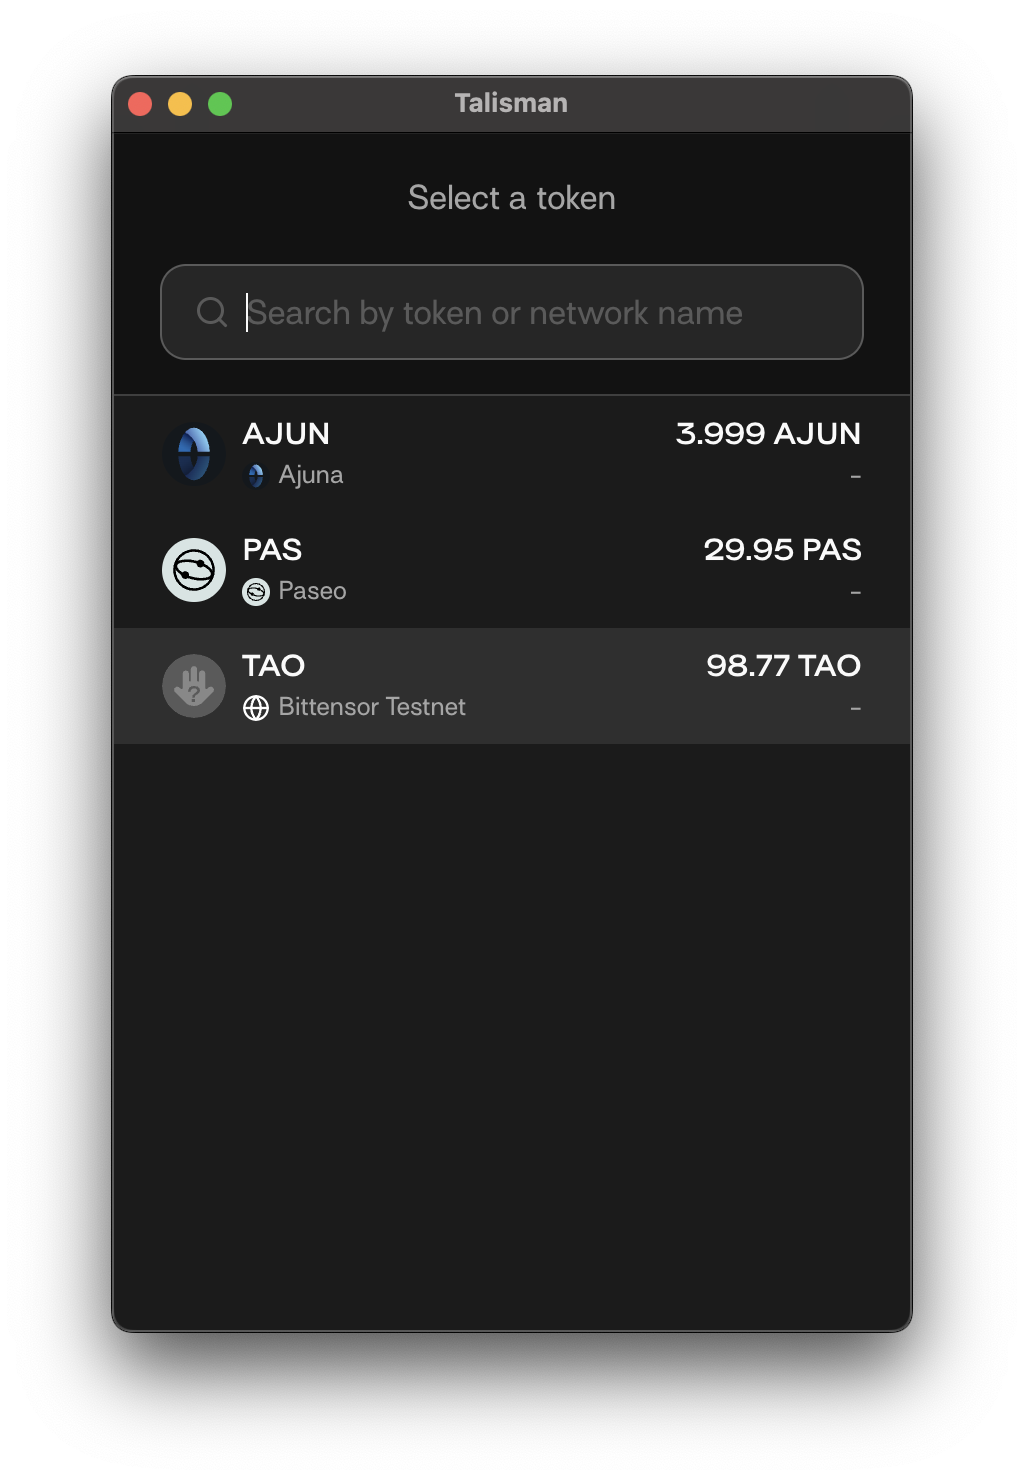 Talisman
Select a token
Search by token or network name
AJUN
3.999 AJUN
Ajuna
-
PAS
29.95 PAS
Paseo
-
?
TAO
98.77 TAO
Bittensor Testnet
-